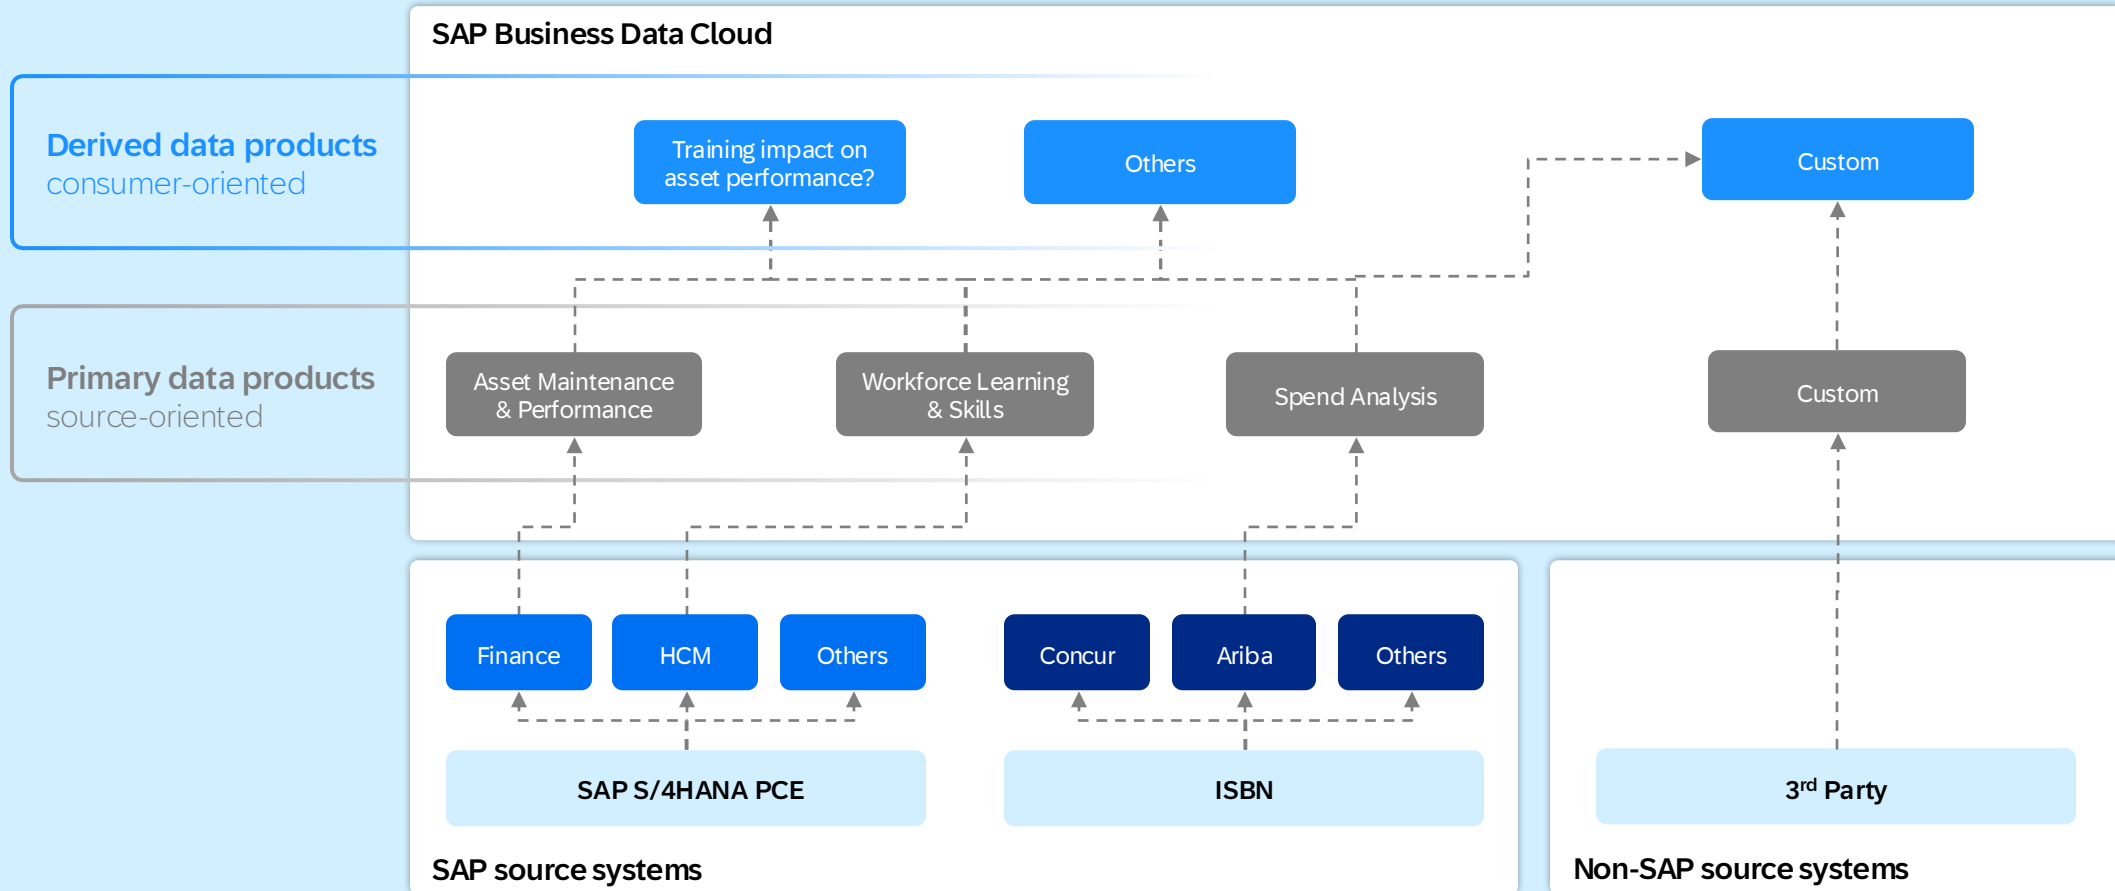 SAP Business Data Cloud
Derived data products
consumer-oriented
Training impact on
asset performance?
Others
Custom
Primary data products
source-oriented
Asset Maintenance
& Performance
Workforce Learning
& Skills
Spend Analysis
Custom
Finance
HCM
Others
Concur
Ariba
Others
SAP S/4HANA PCE
ISBN
3rd Party
SAP source systems
Non-SAP source systems